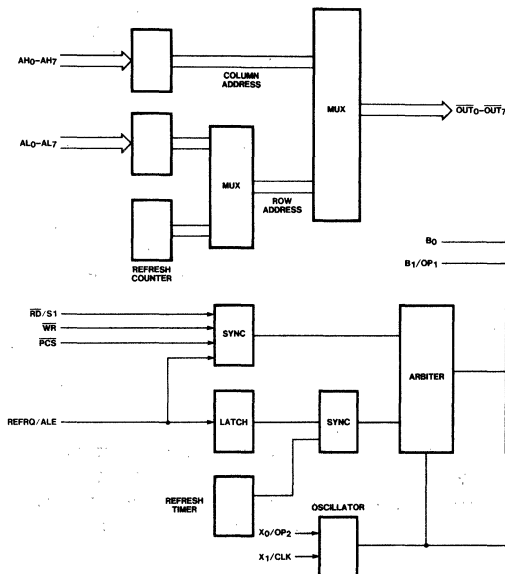 AH0-AH7
COLUMN
ADDRESS
MUX
OUT0-OUT7
AL0-AL7
MUX
ROW
ADDRESS
REFRESH
COUNTER
B0
B1/OP1
RD/S1
WR
PCS
SYNC
ARBITER
REFRQ/ALE
LATCH
SYNC
REFRESH
TIMER
OSCILLATOR
X0/OP2
X1/CLK